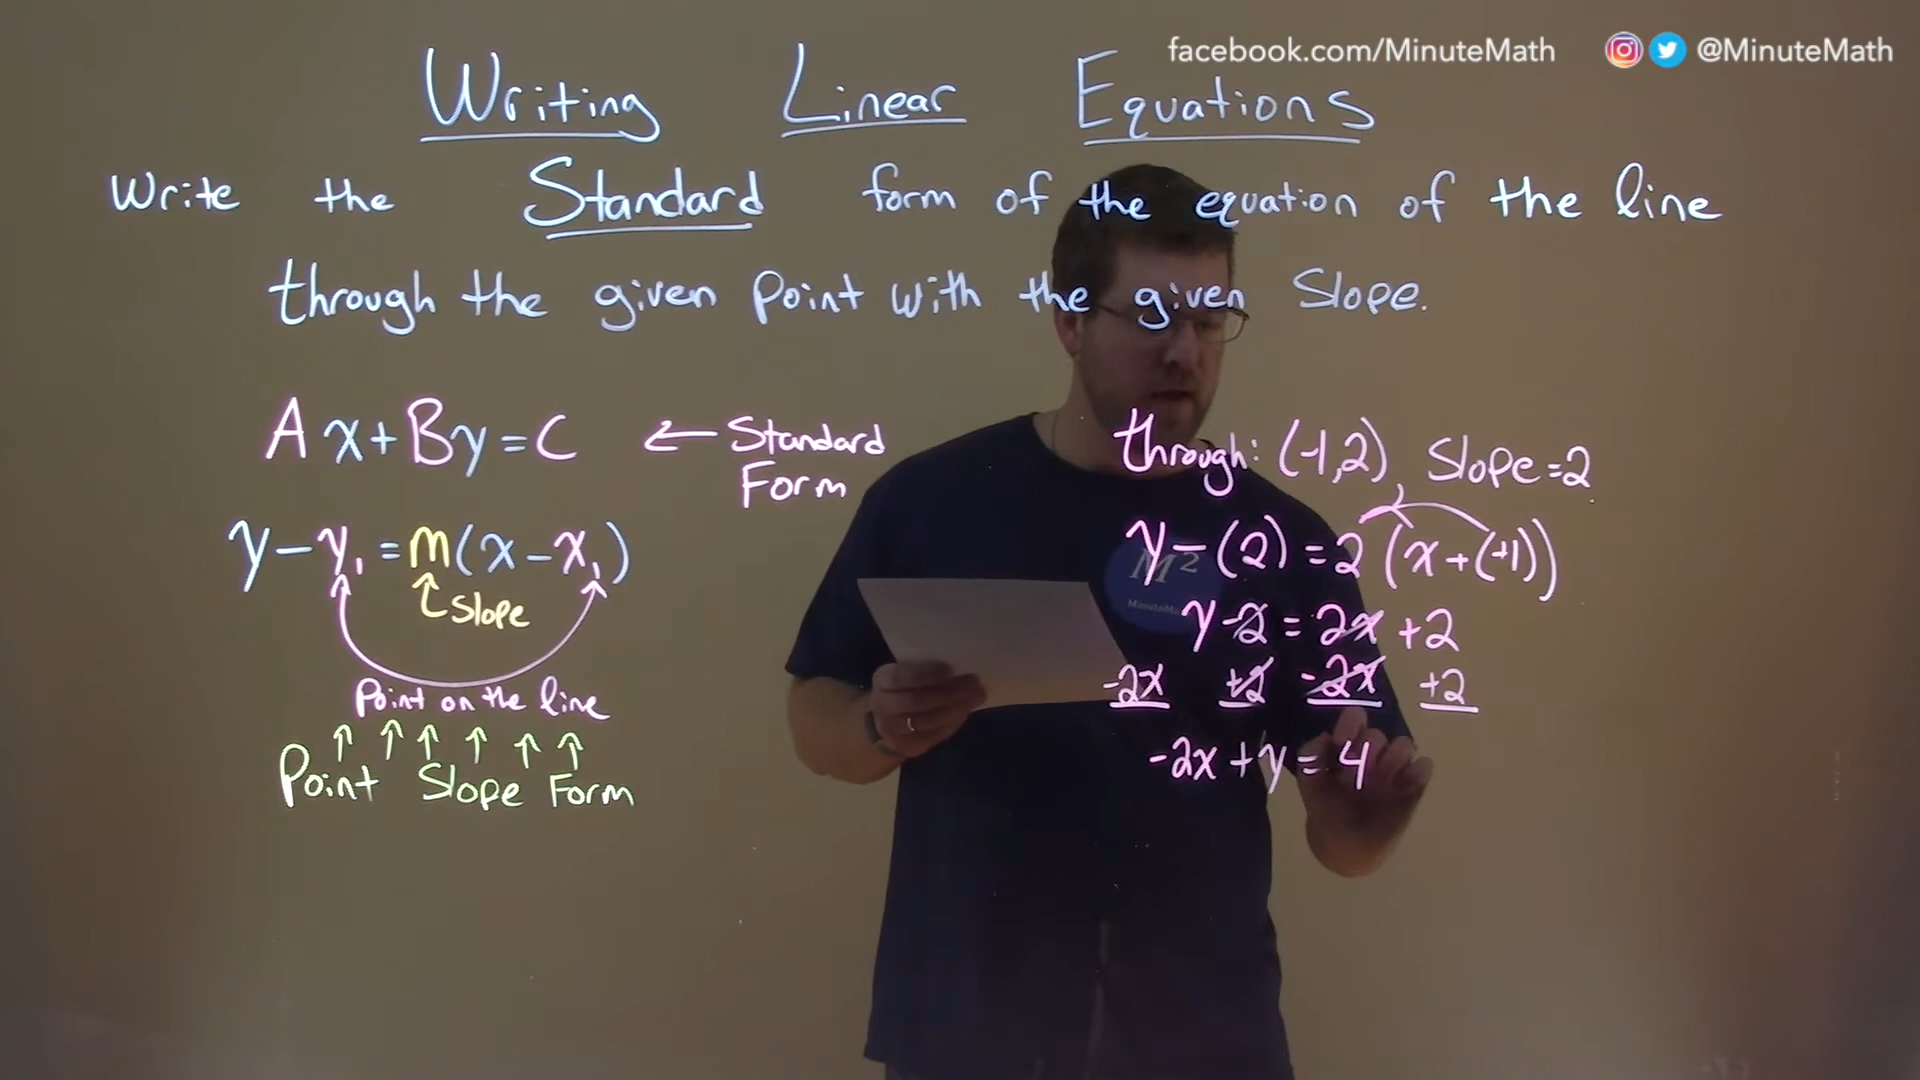 facebook.com/MinuteMath @MinuteMath
Writing Linear Equations
Write the Standard form of the equation of the line
through the given point with the given Slope.
Ax+By=C ← Standard
Form
y-y₁=m(x-x₁)
Slope
Point on the line
↑ ↑ ↑ ↑ ↑ ↑
Point Slope Form
through: (-1,2), Slope=2
y-(2)=2(x+(+1))
M²
MinuteMa
y-2=2x+2
-2x +2 -2x +2
-2x+y=4